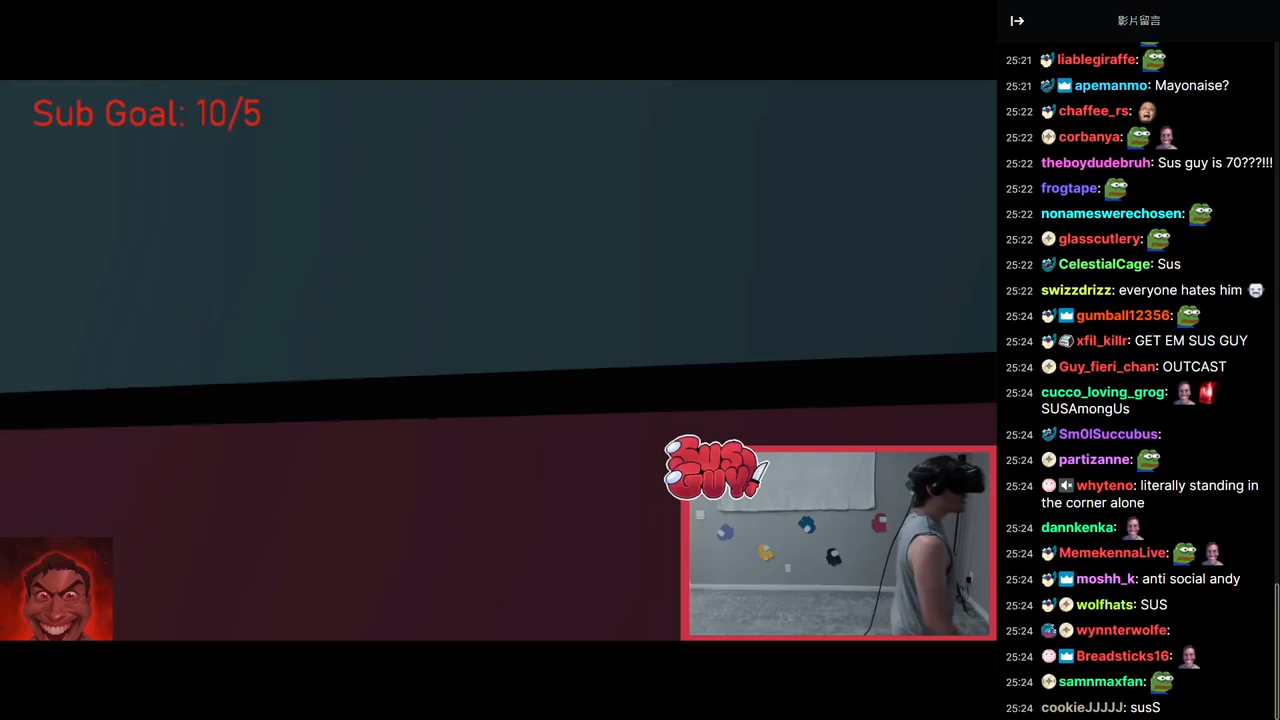 影片留言
Sub Goal: 10/5
SUS
GUY!
25:21 liablegiraffe:
25:21 apemanmo: Mayonaise?
25:22 chaffee_rs:
25:22 corbanya:
25:22 theboydudebruh: Sus guy is 70???!!!
25:22 frogtape:
25:22 nonameswerechosen:
25:22 glasscutlery:
25:22 CelestialCage: Sus
25:22 swizzdrizz: everyone hates him
25:24 gumball12356:
25:24 xfil_killr: GET EM SUS GUY
25:24 Guy_fieri_chan: OUTCAST
25:24 cucco_loving_grog:
SUSAmongUs
25:24 Sm0lSuccubus:
25:24 partizanne:
25:24 whyteno: literally standing in
the corner alone
25:24 dannkenka:
25:24 MemekennaLive:
25:24 moshh_k: anti social andy
25:24 wolfhats: SUS
25:24 wynnterwolfe:
25:24 Breadsticks16:
25:24 samnmaxfan:
25:24 cookieJJJJJ: susS